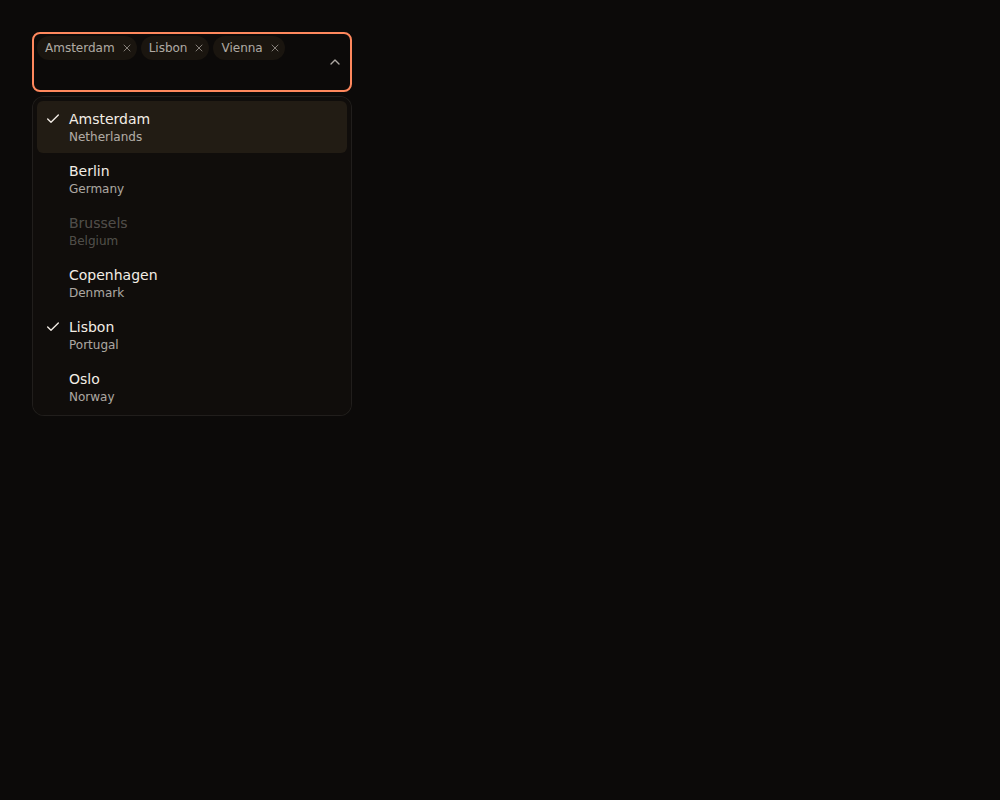 Amsterdam Lisbon Vienna
Amsterdam
Netherlands
Berlin
Germany
Brussels
Belgium
Copenhagen
Denmark
Lisbon
Portugal
Oslo
Norway